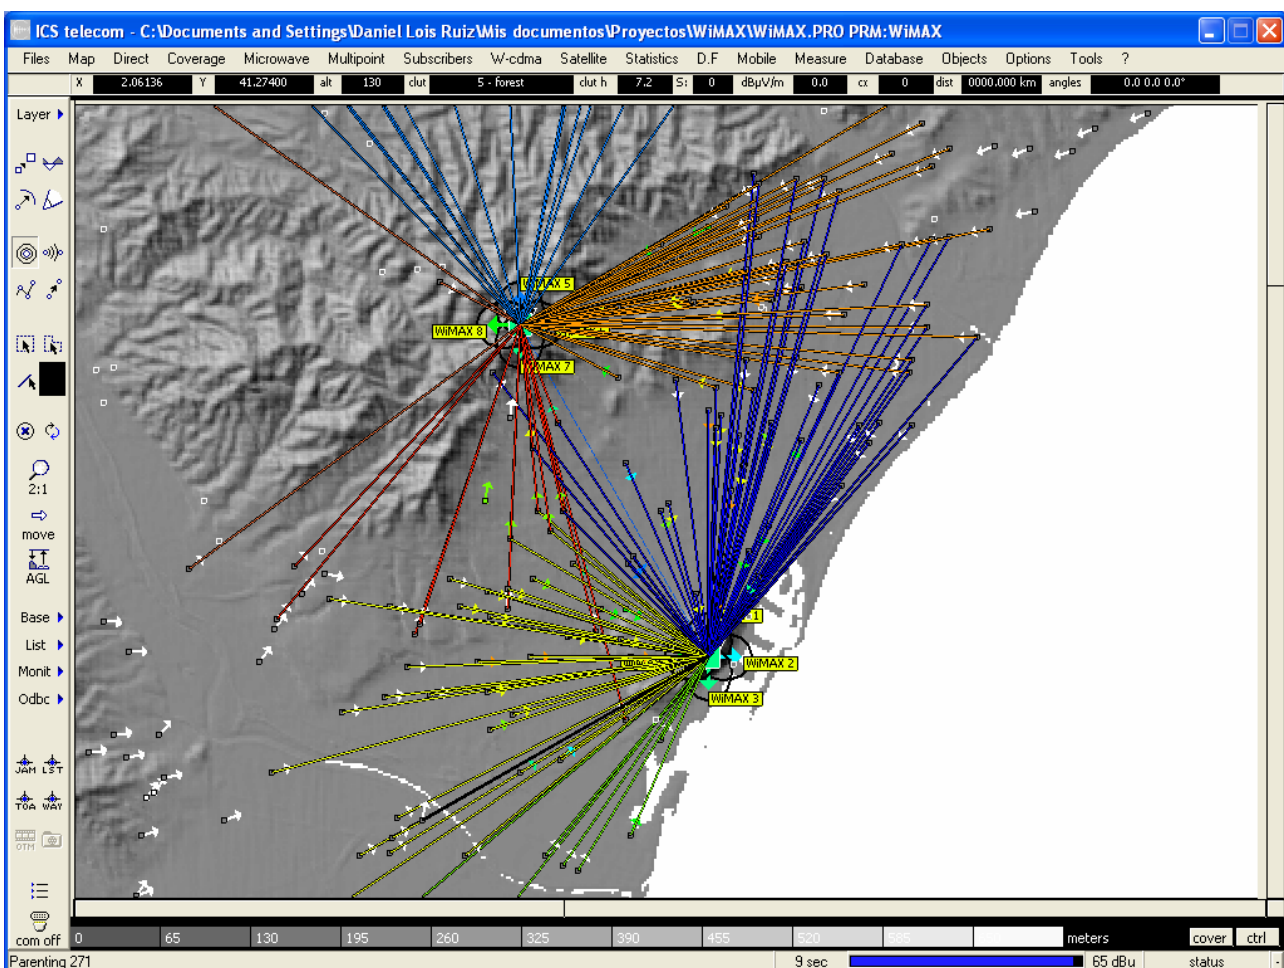 ICS telecom - C:\Documents and Settings\Daniel Lois Ruiz\Mis documentos\Proyectos\WiMAX\WiMAX.PRO PRM:WiMAX
Files Map Direct Coverage Microwave Multipoint Subscribers W-cdma Satellite Statistics D.F Mobile Measure Database Objects Options Tools ?
X 2.06136 Y 41.27400 alt 130 clut 5 - forest clut h 7.2 S: 0 dBµV/m 0.0 cx 0 dist 0000.000 km angles 0.0 0.0 0.0°
Layer
WiMAX 5
WiMAX 8
WiMAX 7
2:1
move
AGL
Base
1
List
WiMAX 2
Monit
Odbc
WiMAX 3
JAM LST
TOA WAY
OTM
com off
0 65 130 195 260 325 390 455 520 585 meters cover ctrl
Parenting 271 9 sec 65 dBu status -